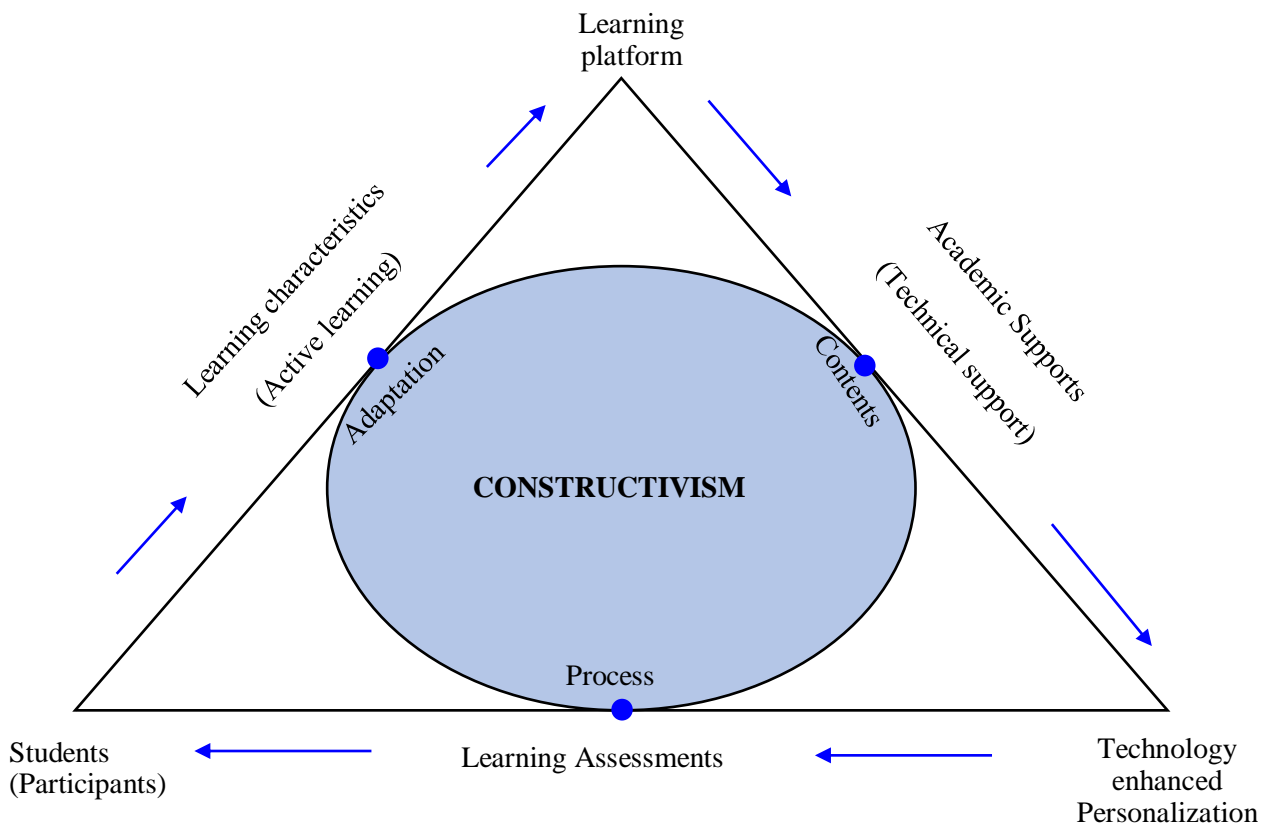 Learning
platform
Learning characteristics
(Active learning)
Academic Supports
(Technical support)
Adaptation
Contents
CONSTRUCTIVISM
Process
Students
(Participants)
Learning Assessments
Technology
enhanced
Personalization